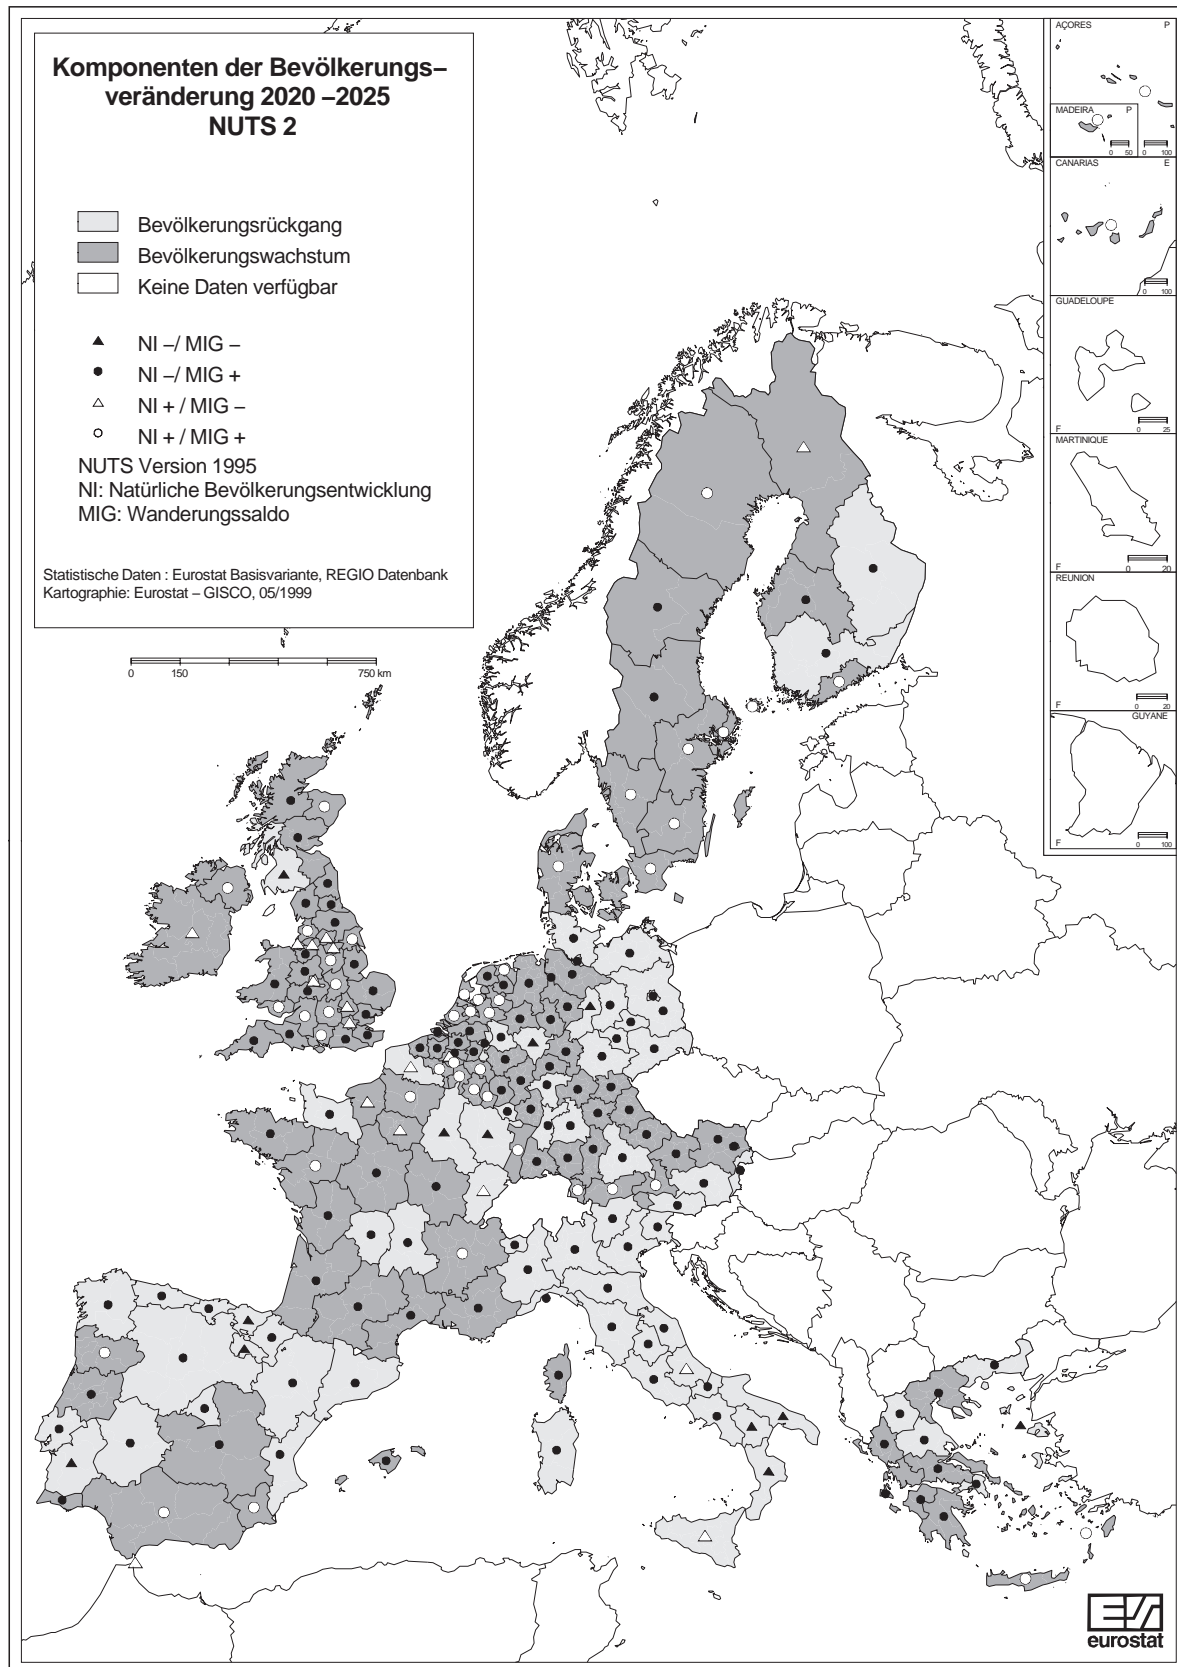 Komponenten der Bevölkerungs–
veränderung 2020 –2025
NUTS 2
Bevölkerungsrückgang
Bevölkerungswachstum
Keine Daten verfügbar
NI –/ MIG –
NI –/ MIG +
NI + / MIG –
NI + / MIG +
NUTS Version 1995
NI: Natürliche Bevölkerungsentwicklung
MIG: Wanderungssaldo
Statistische Daten : Eurostat Basisvariante, REGIO Datenbank
Kartographie: Eurostat – GISCO, 05/1999
0 150 750 km
AÇORES P
MADEIRA P
0 50 0 100
CANARIAS E
0 100
GUADELOUPE
F 0 25
MARTINIQUE
F 0 20
REUNION
F 0 20
GUYANE
F 0 100
eurostat